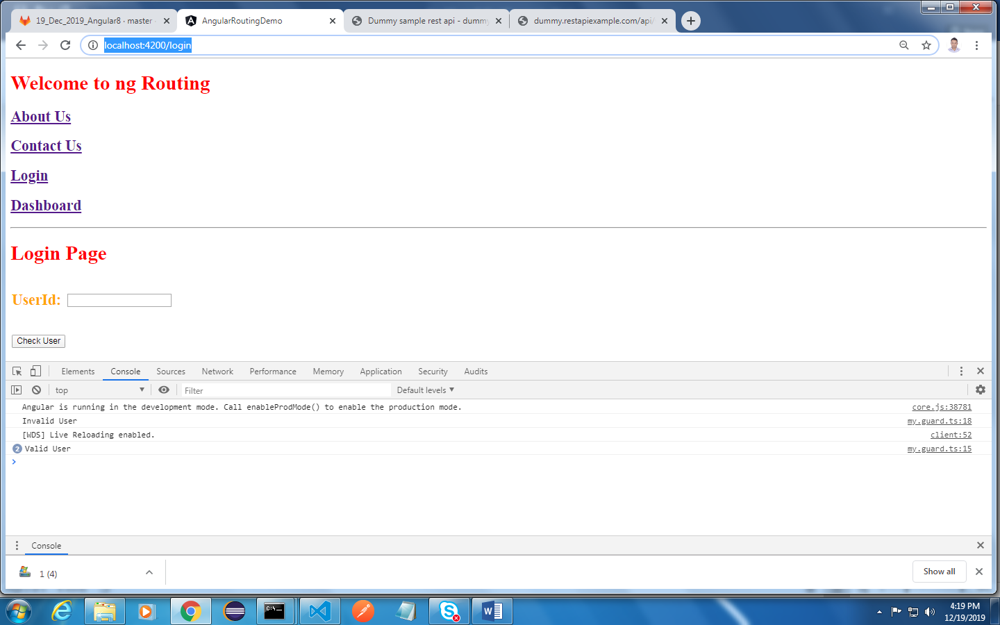 19_Dec_2019_Angular8 · master
AngularRoutingDemo
Dummy sample rest api - dummy
dummy.restapiexample.com/api/
localhost:4200/login
Welcome to ng Routing
About Us
Contact Us
Login
Dashboard
Login Page
UserId:
Check User
Elements Console Sources Network Performance Memory Application Security Audits
top Filter Default levels
Angular is running in the development mode. Call enableProdMode() to enable the production mode. core.js:38781
Invalid User my.guard.ts:18
[WDS] Live Reloading enabled. client:52
2 Valid User my.guard.ts:15
Console
1 (4) Show all
C:\
W
4:19 PM
12/19/2019